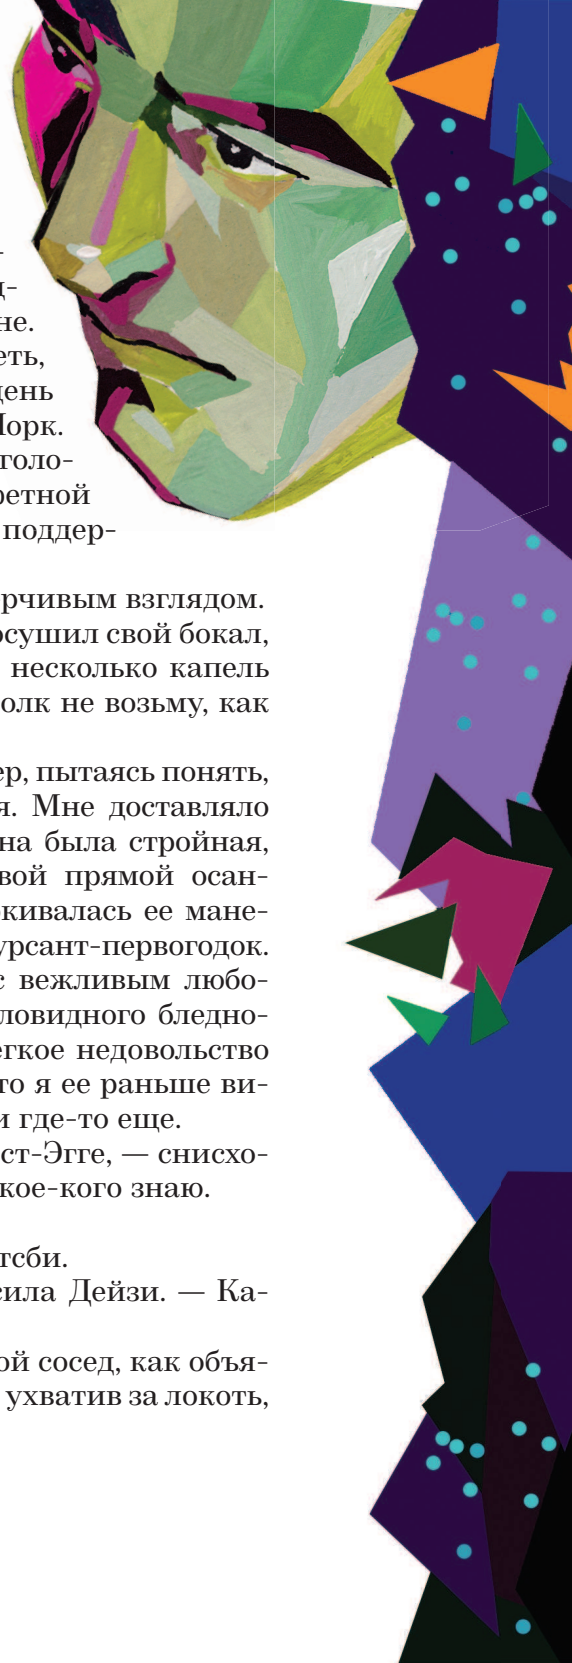 -
д-
не.
еть,
день
Йорк.
голо-
ретной
поддер-
рчивым взглядом.
осушил свой бокал,
несколько капель
олк не возьму, как
ер, пытаясь понять,
я. Мне доставляло
на была стройная,
вой прямой осан-
ркивалась ее мане-
урсант-первогодок.
с вежливым любо-
ловидного бледно-
егкое недовольство
то я ее раньше ви-
и где-то еще.
ст-Эгге, — снисхо-
кое-кого знаю.
тсби.
сила Дейзи. — Ка-
ой сосед, как объя-
ухватив за локоть,